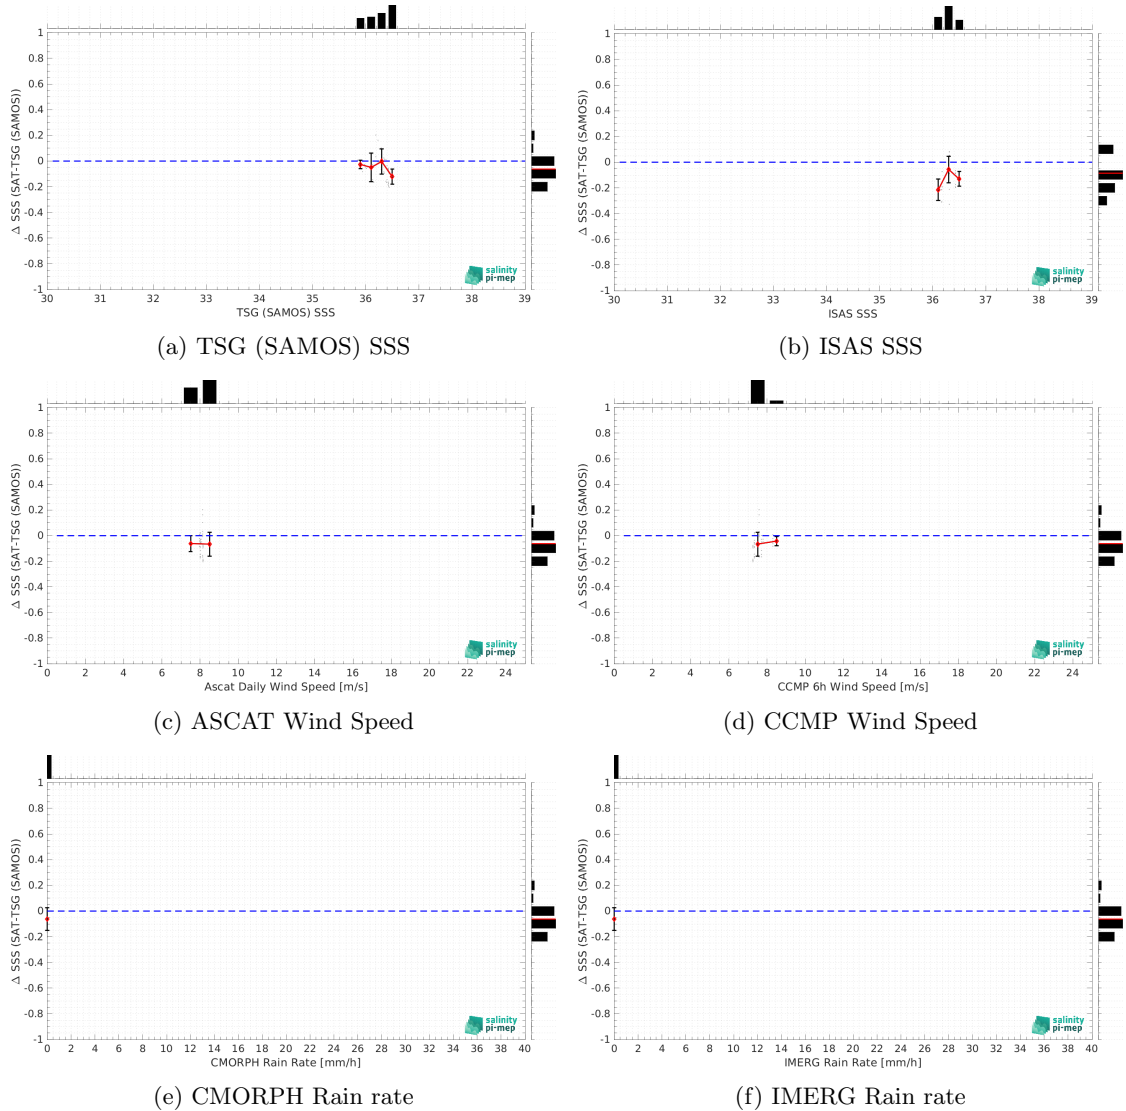 1
0.8
0.6
0.4
0.2
0
-0.2
-0.4
-0.6
-0.8
-1
Δ SSS (SAT-TSG (SAMOS))
30 31 32 33 34 35 36 37 38 39
TSG (SAMOS) SSS
salinity
pi-mep
(a) TSG (SAMOS) SSS
1
0.8
0.6
0.4
0.2
0
-0.2
-0.4
-0.6
-0.8
-1
Δ SSS (SAT-TSG (SAMOS))
30 31 32 33 34 35 36 37 38 39
ISAS SSS
salinity
pi-mep
(b) ISAS SSS
1
0.8
0.6
0.4
0.2
0
-0.2
-0.4
-0.6
-0.8
-1
Δ SSS (SAT-TSG (SAMOS))
0 2 4 6 8 10 12 14 16 18 20 22 24
Ascat Daily Wind Speed [m/s]
salinity
pi-mep
(c) ASCAT Wind Speed
1
0.8
0.6
0.4
0.2
0
-0.2
-0.4
-0.6
-0.8
-1
Δ SSS (SAT-TSG (SAMOS))
0 2 4 6 8 10 12 14 16 18 20 22 24
CCMP 6h Wind Speed [m/s]
salinity
pi-mep
(d) CCMP Wind Speed
1
0.8
0.6
0.4
0.2
0
-0.2
-0.4
-0.6
-0.8
-1
Δ SSS (SAT-TSG (SAMOS))
0 2 4 6 8 10 12 14 16 18 20 22 24 26 28 30 32 34 36 38 40
CMORPH Rain Rate [mm/h]
salinity
pi-mep
(e) CMORPH Rain rate
1
0.8
0.6
0.4
0.2
0
-0.2
-0.4
-0.6
-0.8
-1
Δ SSS (SAT-TSG (SAMOS))
0 2 4 6 8 10 12 14 16 18 20 22 24 26 28 30 32 34 36 38 40
IMERG Rain Rate [mm/h]
salinity
pi-mep
(f) IMERG Rain rate